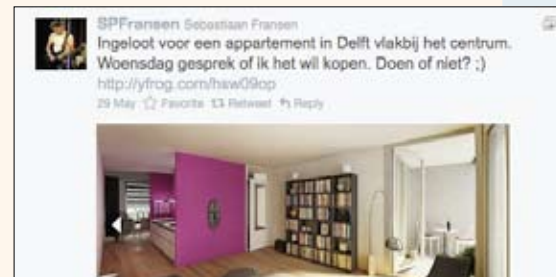 SPFransen Sebastiaan Fransen
Ingeloot voor een appartement in Delft vlakbij het centrum.
Woensdag gesprek of ik het wil kopen. Doen of niet? ;)
http://yfrog.com/hsw09op
29 May Favorite Retweet Reply